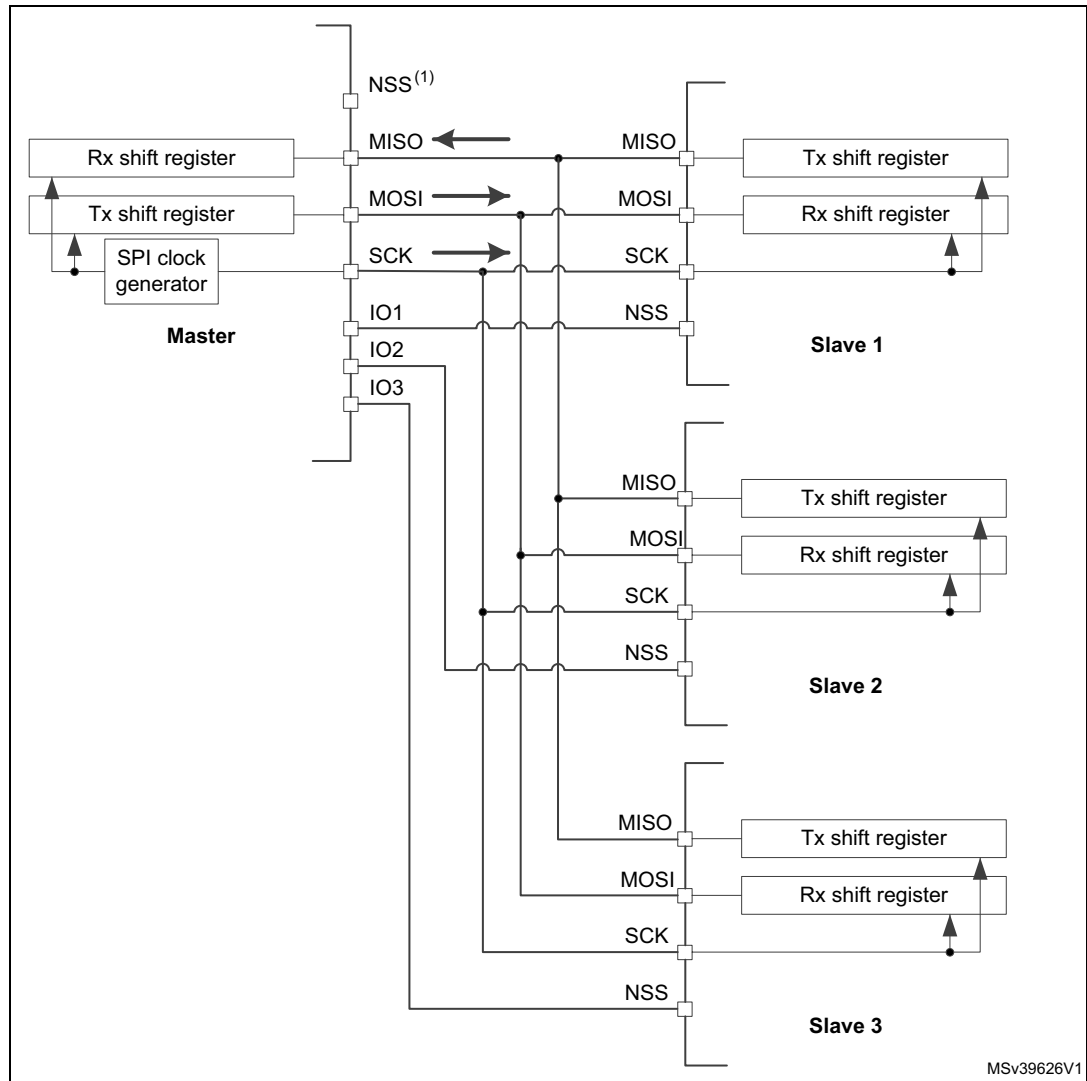 NSS(1)
MISO
MISO
Rx shift register
Tx shift register
MOSI
MOSI
Tx shift register
Rx shift register
SCK
SCK
SPI clock
generator
IO1
NSS
Master
Slave 1
IO2
IO3
MISO
Tx shift register
MOSI
Rx shift register
SCK
NSS
Slave 2
MISO
Tx shift register
MOSI
Rx shift register
SCK
NSS
Slave 3
MSv39626V1